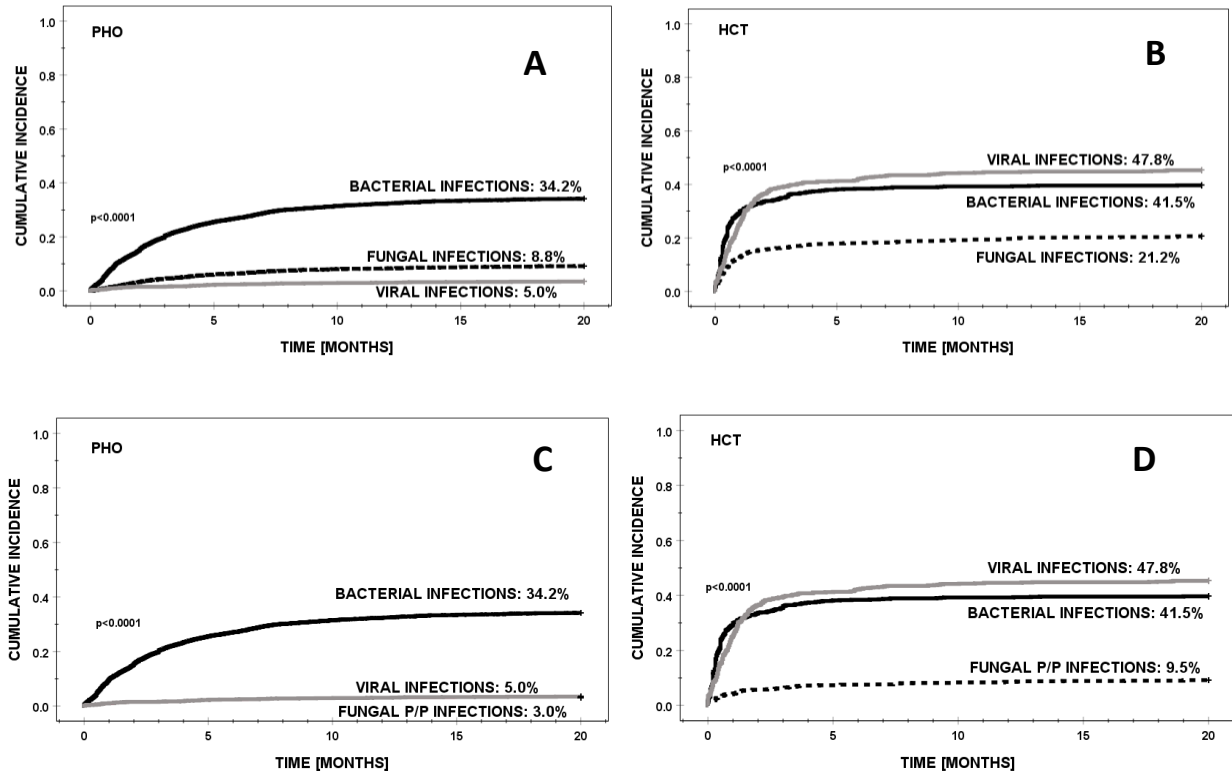 PHO
A
CUMULATIVE INCIDENCE
1.0
0.8
0.6
0.4
0.2
0.0
p<0.0001
BACTERIAL INFECTIONS: 34.2%
FUNGAL INFECTIONS: 8.8%
VIRAL INFECTIONS: 5.0%
0 5 10 15 20
TIME [MONTHS]
HCT
B
CUMULATIVE INCIDENCE
1.0
0.8
0.6
0.4
0.2
0.0
p<0.0001
VIRAL INFECTIONS: 47.8%
BACTERIAL INFECTIONS: 41.5%
FUNGAL INFECTIONS: 21.2%
0 5 10 15 20
TIME [MONTHS]
PHO
C
CUMULATIVE INCIDENCE
1.0
0.8
0.6
0.4
0.2
0.0
p<0.0001
BACTERIAL INFECTIONS: 34.2%
VIRAL INFECTIONS: 5.0%
FUNGAL P/P INFECTIONS: 3.0%
0 5 10 15 20
TIME [MONTHS]
HCT
D
CUMULATIVE INCIDENCE
1.0
0.8
0.6
0.4
0.2
0.0
p<0.0001
VIRAL INFECTIONS: 47.8%
BACTERIAL INFECTIONS: 41.5%
FUNGAL P/P INFECTIONS: 9.5%
0 5 10 15 20
TIME [MONTHS]